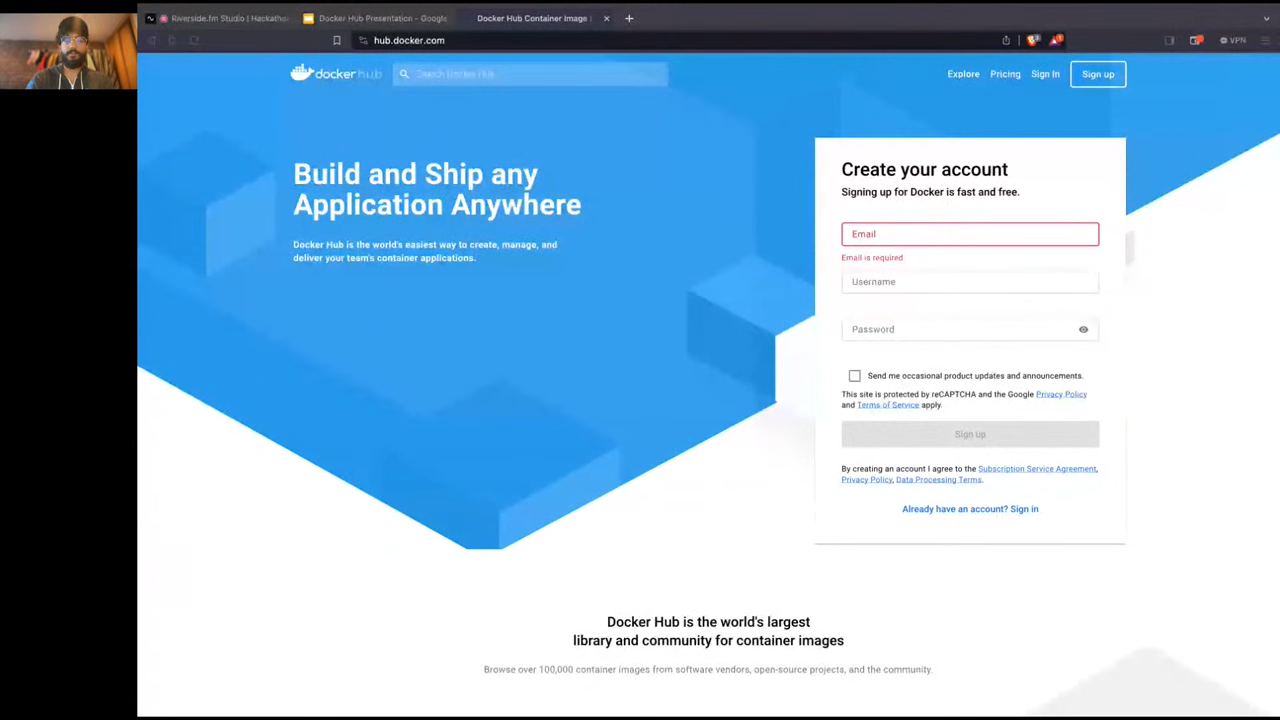 Riverside.fm Studio | Hackatho
Docker Hub Presentation - Google
Docker Hub Container Image
hub.docker.com
VPN
docker hub
Search Docker Hub
Explore
Pricing
Sign In
Sign up
Build and Ship any
Application Anywhere
Docker Hub is the world's easiest way to create, manage, and
deliver your team's container applications.
Create your account
Signing up for Docker is fast and free.
Email
Email is required
Username
Password
Send me occasional product updates and announcements.
This site is protected by reCAPTCHA and the Google Privacy Policy
and Terms of Service apply.
Sign up
By creating an account I agree to the Subscription Service Agreement,
Privacy Policy, Data Processing Terms.
Already have an account? Sign in
Docker Hub is the world's largest
library and community for container images
Browse over 100,000 container images from software vendors, open-source projects, and the community.